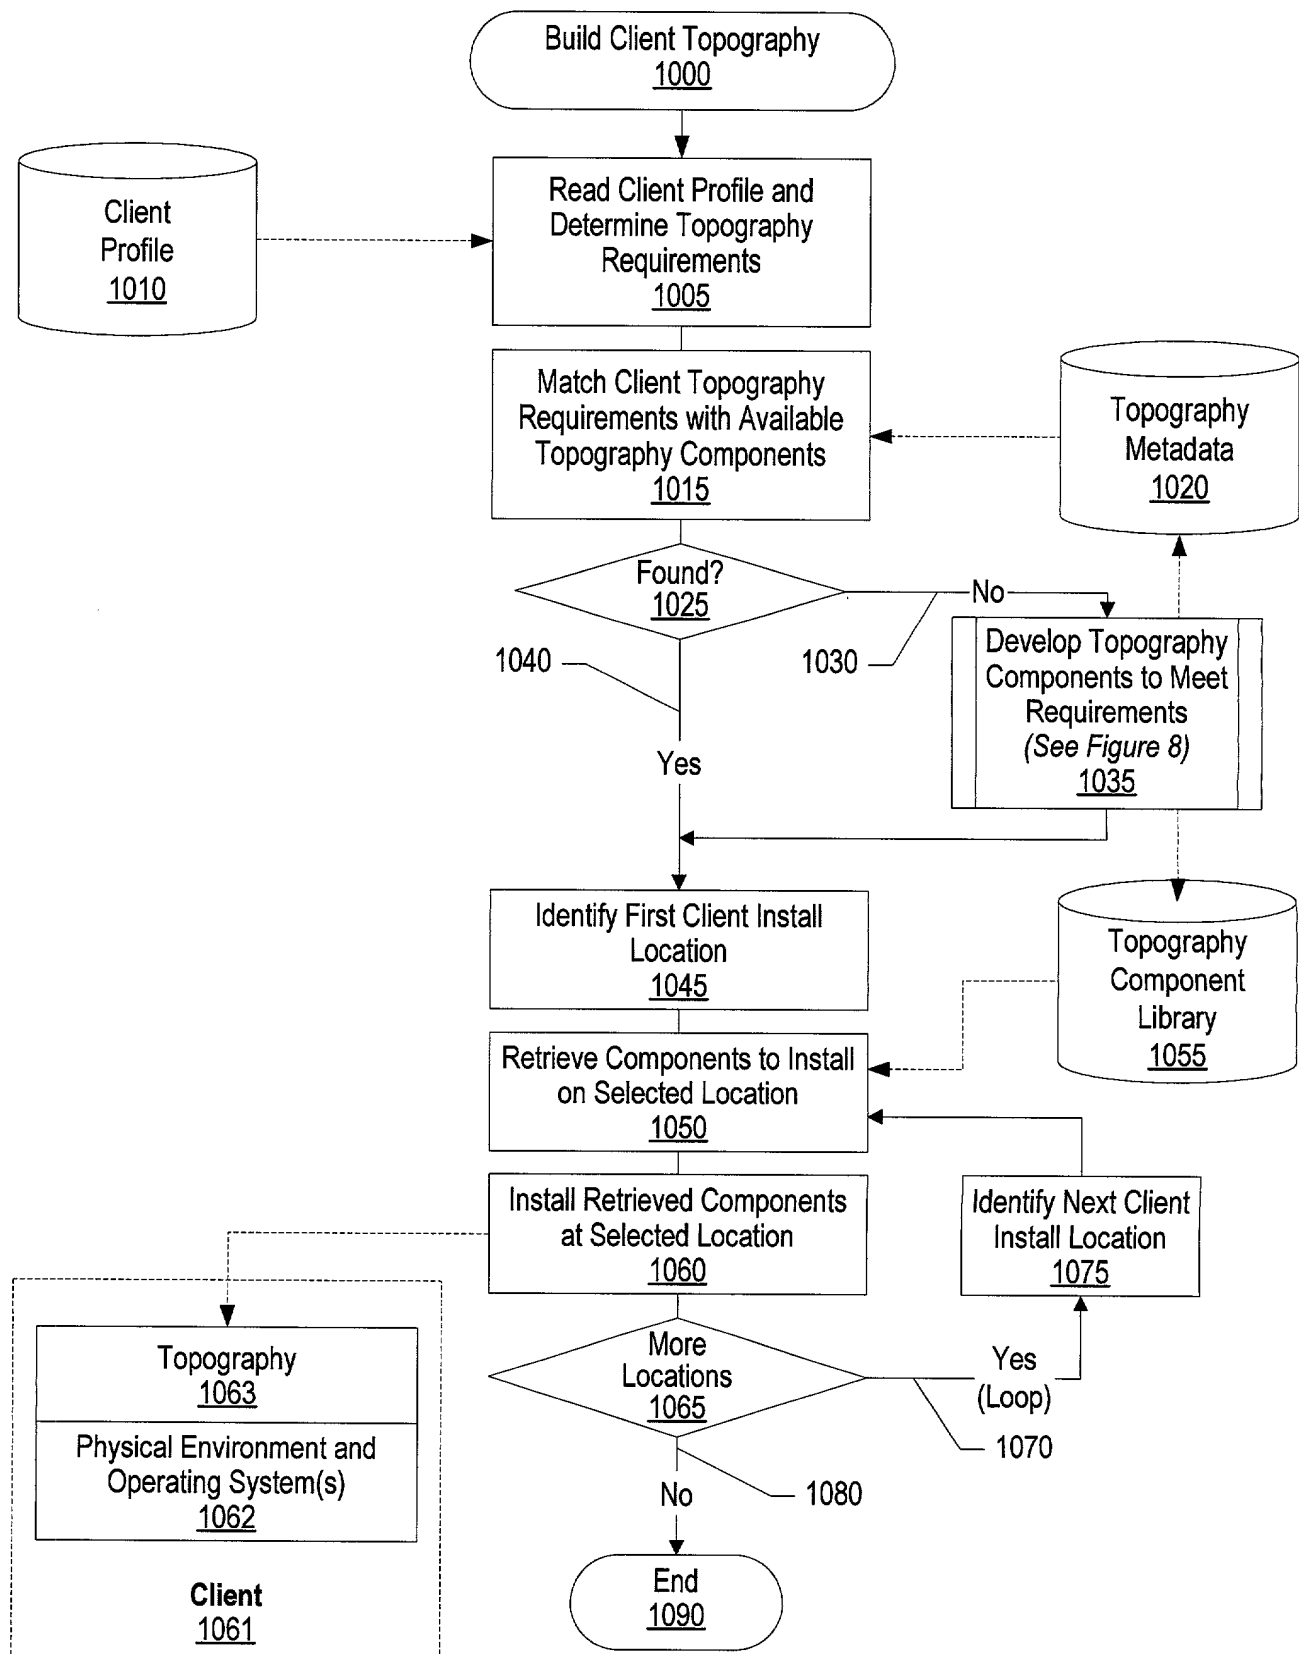 Build Client Topography
1000
Client
Profile
1010
Read Client Profile and
Determine Topography
Requirements
1005
Match Client Topography
Requirements with Available
Topography Components
1015
Topography
Metadata
1020
Found?
1025
No
1030
1040
Yes
Develop Topography
Components to Meet
Requirements
(See Figure 8)
1035
Identify First Client Install
Location
1045
Topography
Component
Library
1055
Retrieve Components to Install
on Selected Location
1050
Install Retrieved Components
at Selected Location
1060
Identify Next Client
Install Location
1075
More
Locations
1065
Yes
(Loop)
1070
1080
No
End
1090
Topography
1063
Physical Environment and
Operating System(s)
1062
Client
1061